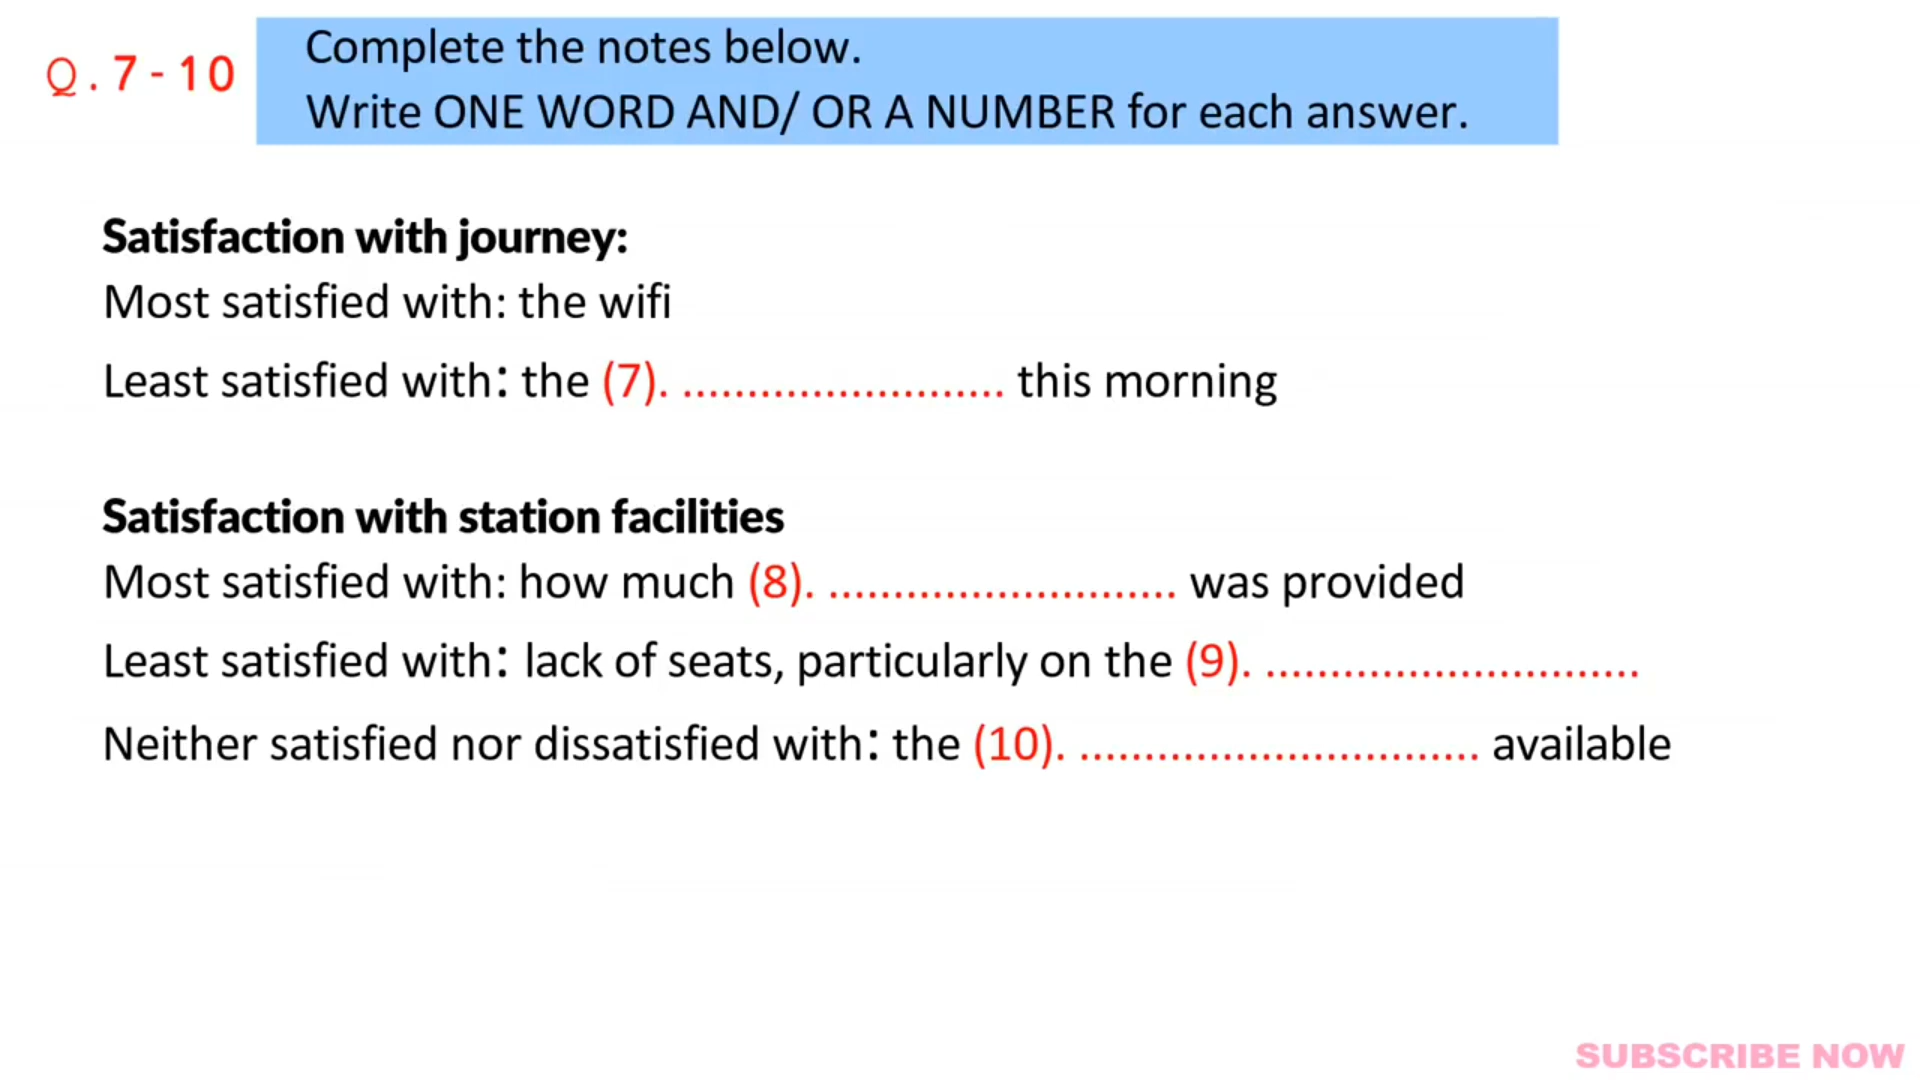 Q.7-10
Complete the notes below.
Write ONE WORD AND/ OR A NUMBER for each answer.
Satisfaction with journey:
Most satisfied with: the wifi
Least satisfied with: the (7). ......................... this morning
Satisfaction with station facilities
Most satisfied with: how much (8). ........................... was provided
Least satisfied with: lack of seats, particularly on the (9). .............................
Neither satisfied nor dissatisfied with: the (10). ............................... available
SUBSCRIBE NOW